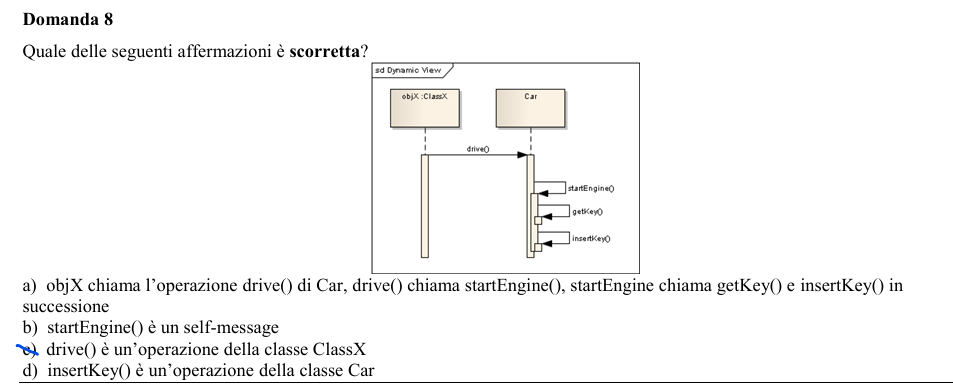 Domanda 8
Quale delle seguenti affermazioni è scorretta?
sd Dynamic View
objX :ClassX
Car
drive()
startEngine()
getKey()
insertKey()
a) objX chiama l'operazione drive() di Car, drive() chiama startEngine(), startEngine chiama getKey() e insertKey() in
successione
b) startEngine() è un self-message
c) drive() è un'operazione della classe ClassX
d) insertKey() è un'operazione della classe Car